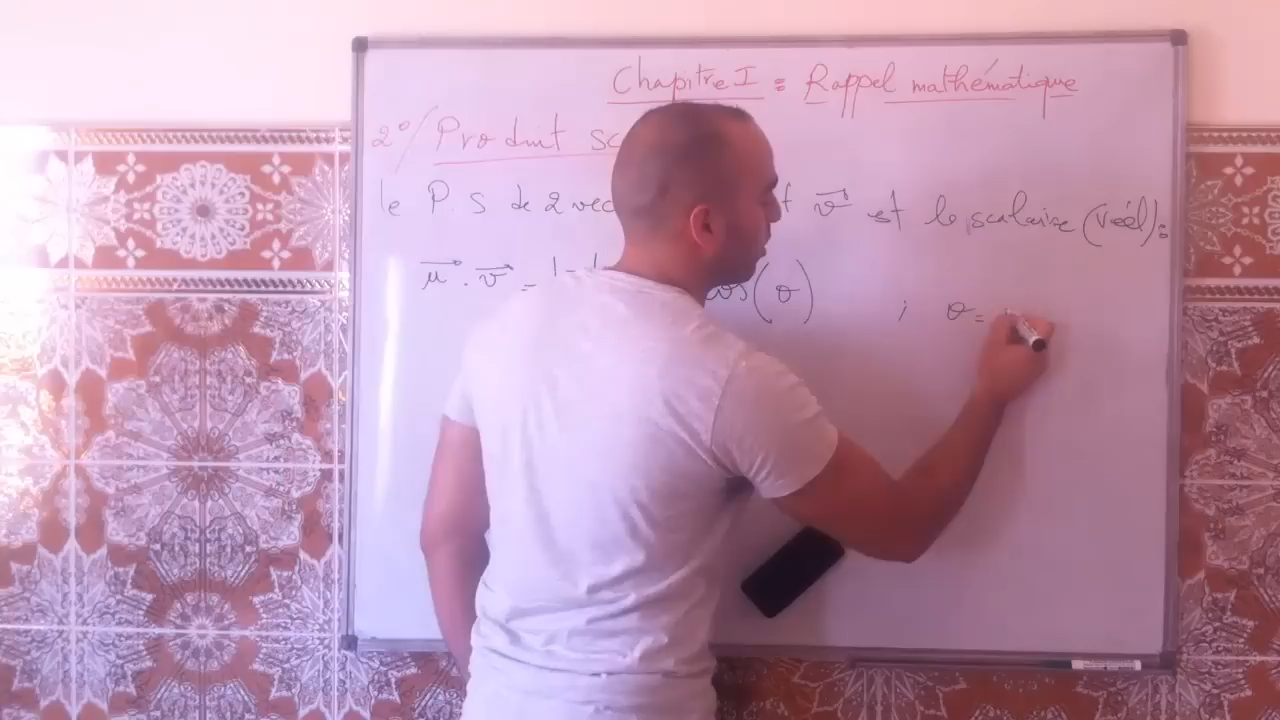 Chapitre I = Rappel mathématique
2°/ Produit sc
le P.S de 2 vec t v⃗ est le scalaire (réel):
u⃗ . v⃗ = cos(θ) ; θ =